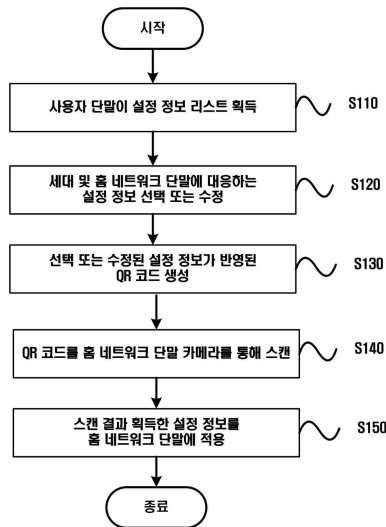 시작
사용자 단말이 설정 정보 리스트 획득
S110
세대 및 홈 네트워크 단말에 대응하는
설정 정보 선택 또는 수정
S120
선택 또는 수정된 설정 정보가 반영된
QR 코드 생성
S130
QR 코드를 홈 네트워크 단말 카메라를 통해 스캔
S140
스캔 결과 획득한 설정 정보를
홈 네트워크 단말에 적용
S150
종료